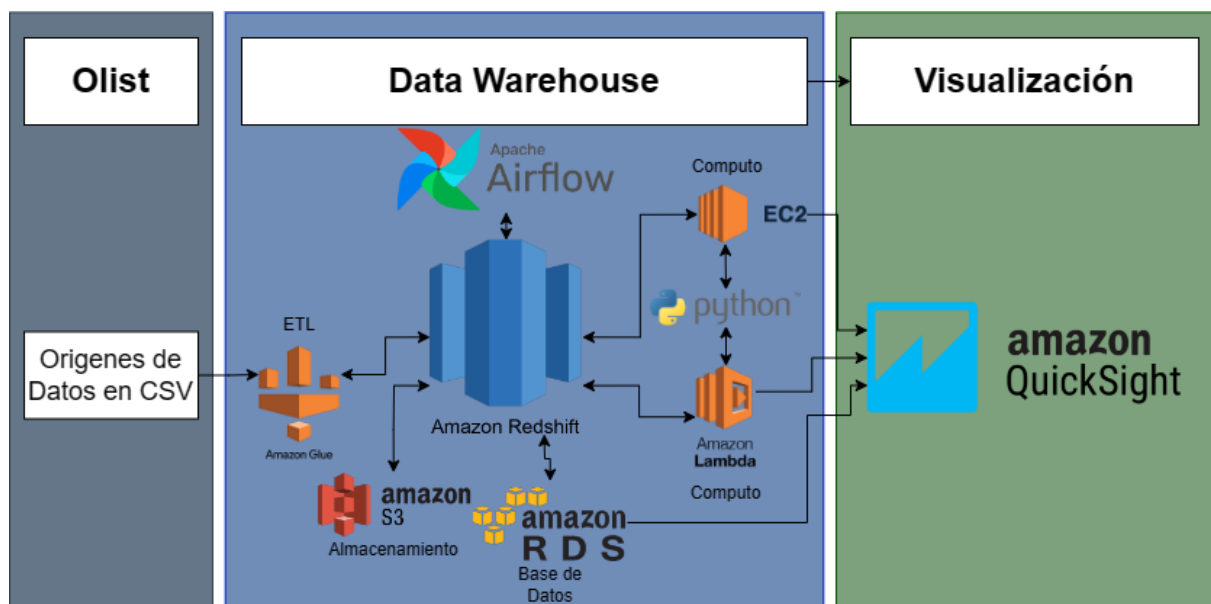 Olist
Data Warehouse
Visualización
Apache
Airflow
Computo
EC2
python™
ETL
Origenes de
Datos en CSV
Amazon Glue
Amazon Redshift
amazon
QuickSight
Amazon
Lambda
Computo
amazon
S3
Almacenamiento
amazon
RDS
Base de
Datos